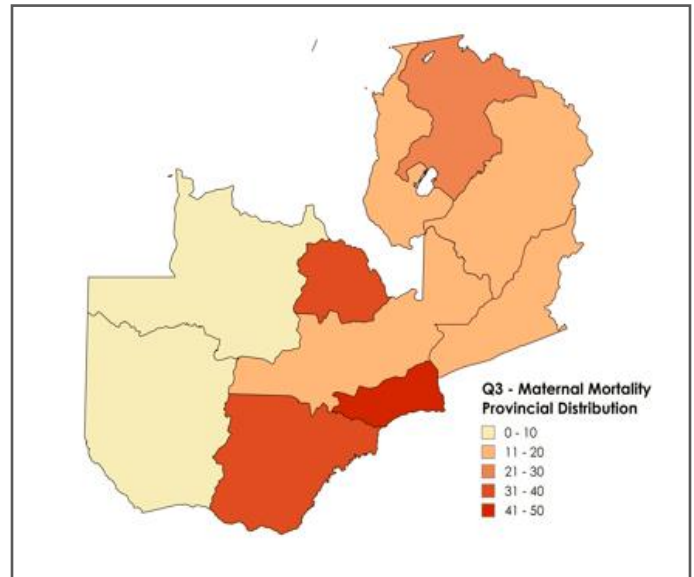 Q3 - Maternal Mortality
Provincial Distribution
0 - 10
11 - 20
21 - 30
31 - 40
41 - 50